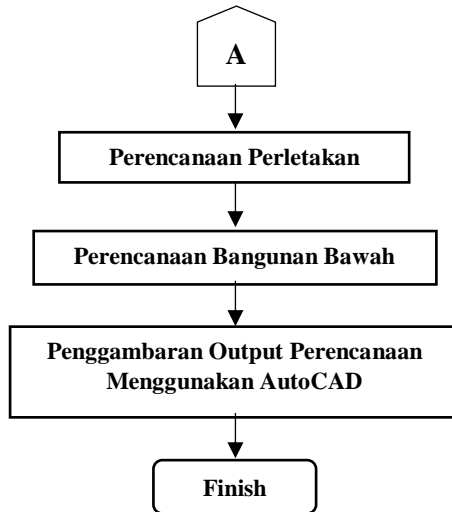 A
Perencanaan Perletakan
Perencanaan Bangunan Bawah
Penggambaran Output Perencanaan
Menggunakan AutoCAD
Finish